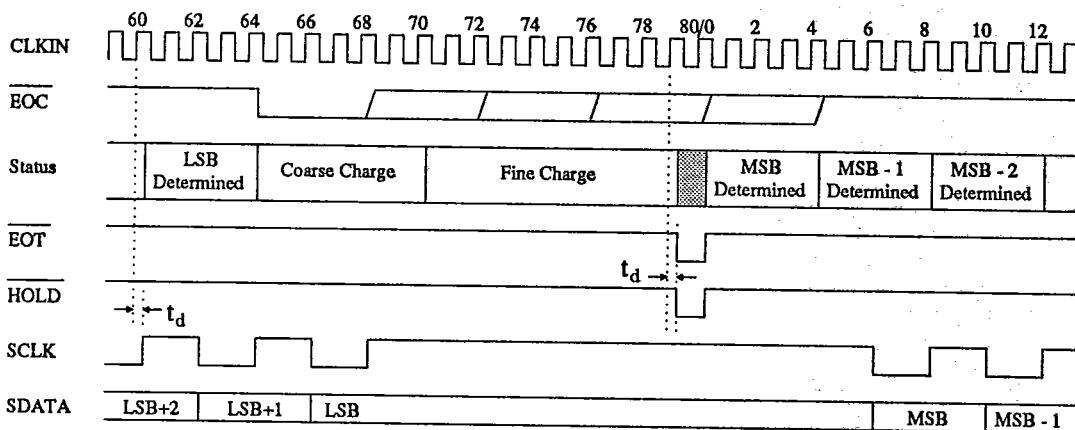 60 62 64 66 68 70 72 74 76 78 80/0 2 4 6 8 10 12
CLKIN
EOC
Status LSB Determined Coarse Charge Fine Charge MSB Determined MSB - 1 Determined MSB - 2 Determined
EOT
td
HOLD
td
SCLK
SDATA LSB+2 LSB+1 LSB MSB MSB - 1